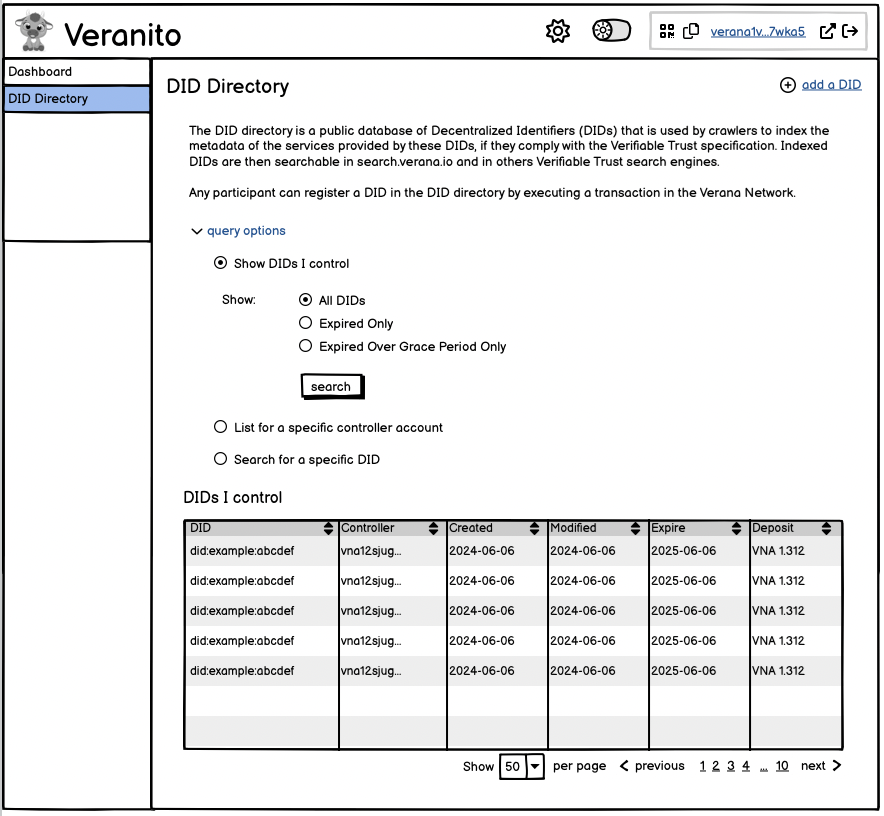 Veranito
verana1v...7wka5
Dashboard
DID Directory
DID Directory
add a DID
The DID directory is a public database of Decentralized Identifiers (DIDs) that is used by crawlers to index the
metadata of the services provided by these DIDs, if they comply with the Verifiable Trust specification. Indexed
DIDs are then searchable in search.verana.io and in others Verifiable Trust search engines.
Any participant can register a DID in the DID directory by executing a transaction in the Verana Network.
query options
Show DIDs I control
Show: All DIDs
Expired Only
Expired Over Grace Period Only
search
List for a specific controller account
Search for a specific DID
DIDs I control
DID Controller Created Modified Expire Deposit
did:example:abcdef vna12sjug... 2024-06-06 2024-06-06 2025-06-06 VNA 1.312
did:example:abcdef vna12sjug... 2024-06-06 2024-06-06 2025-06-06 VNA 1.312
did:example:abcdef vna12sjug... 2024-06-06 2024-06-06 2025-06-06 VNA 1.312
did:example:abcdef vna12sjug... 2024-06-06 2024-06-06 2025-06-06 VNA 1.312
did:example:abcdef vna12sjug... 2024-06-06 2024-06-06 2025-06-06 VNA 1.312
Show 50 per page previous 1 2 3 4 ... 10 next